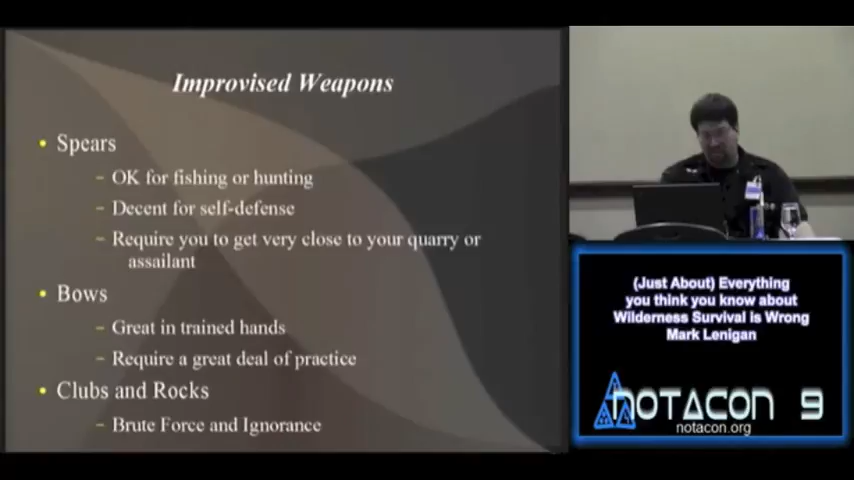 Improvised Weapons
• Spears
– OK for fishing or hunting
– Decent for self-defense
– Require you to get very close to your quarry or
assailant
• Bows
– Great in trained hands
– Require a great deal of practice
• Clubs and Rocks
– Brute Force and Ignorance
(Just About) Everything
you think you know about
Wilderness Survival is Wrong
Mark Lenigan
NOTACON 9
notacon.org